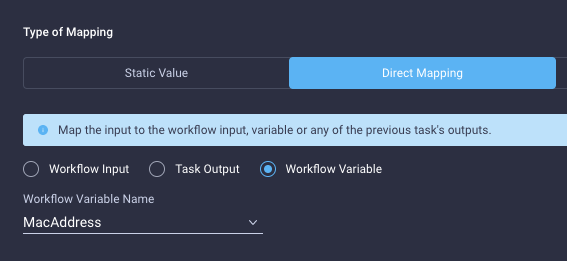 Type of Mapping
Static Value
Direct Mapping
Map the input to the workflow input, variable or any of the previous task's outputs.
Workflow Input
Task Output
Workflow Variable
Workflow Variable Name
MacAddress